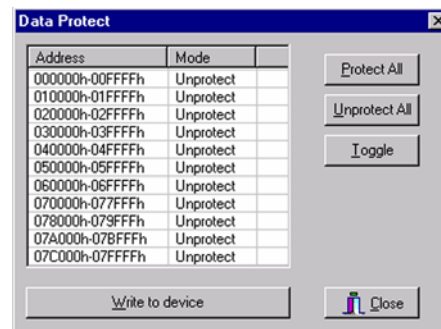 Data Protect
Address Mode
000000h-00FFFFh Unprotect
010000h-01FFFFh Unprotect
020000h-02FFFFh Unprotect
030000h-03FFFFh Unprotect
040000h-04FFFFh Unprotect
050000h-05FFFFh Unprotect
060000h-06FFFFh Unprotect
070000h-077FFFh Unprotect
078000h-079FFFh Unprotect
07A000h-07BFFFh Unprotect
07C000h-07FFFFh Unprotect
Protect All
Unprotect All
Toggle
Write to device
Close